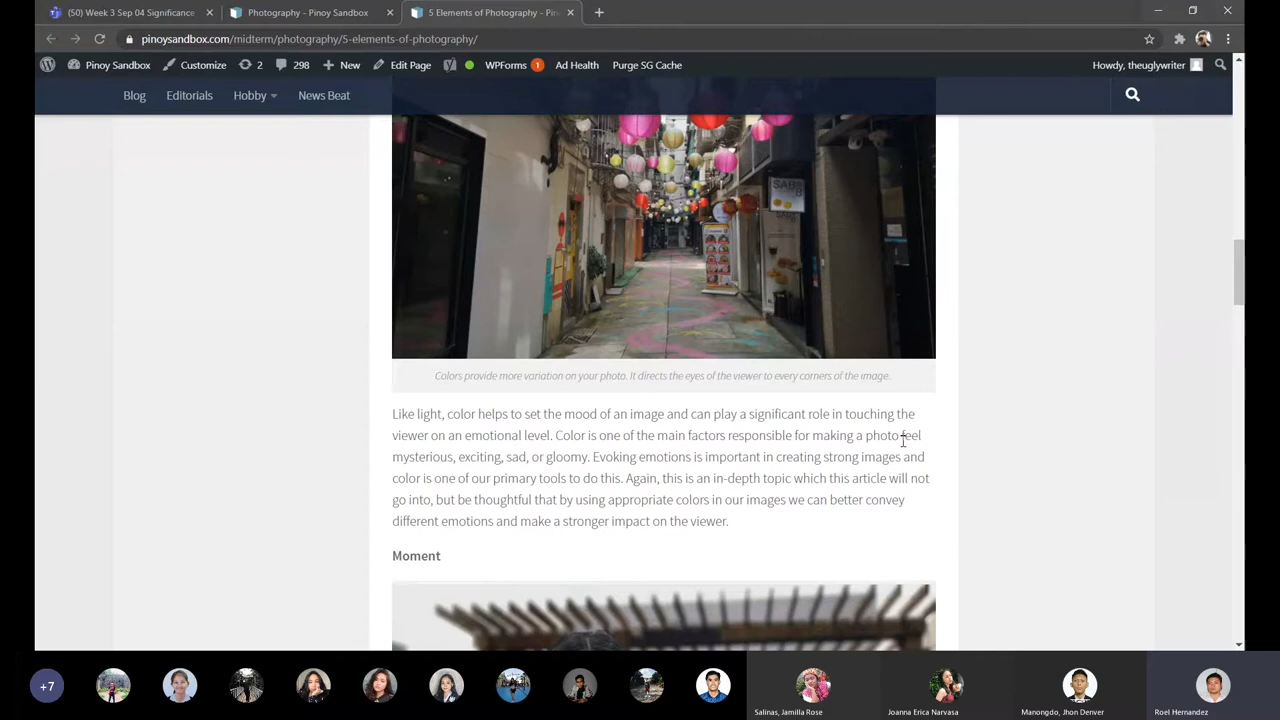 (50) Week 3 Sep 04 Significance
Photography – Pinoy Sandbox
5 Elements of Photography – Pin
pinoysandbox.com/midterm/photography/5-elements-of-photography/
Pinoy Sandbox
Customize
2
298
New
Edit Page
WPForms 1
Ad Health
Purge SG Cache
Howdy, theuglywriter
Blog
Editorials
Hobby
News Beat
SABS
Colors provide more variation on your photo. It directs the eyes of the viewer to every corners of the image.
Like light, color helps to set the mood of an image and can play a significant role in touching the
viewer on an emotional level. Color is one of the main factors responsible for making a photo feel
mysterious, exciting, sad, or gloomy. Evoking emotions is important in creating strong images and
color is one of our primary tools to do this. Again, this is an in-depth topic which this article will not
go into, but be thoughtful that by using appropriate colors in our images we can better convey
different emotions and make a stronger impact on the viewer.
Moment
+7
Salinas, Jamilla Rose
Joanna Erica Narvasa
Manongdo, Jhon Denver
Roel Hernandez